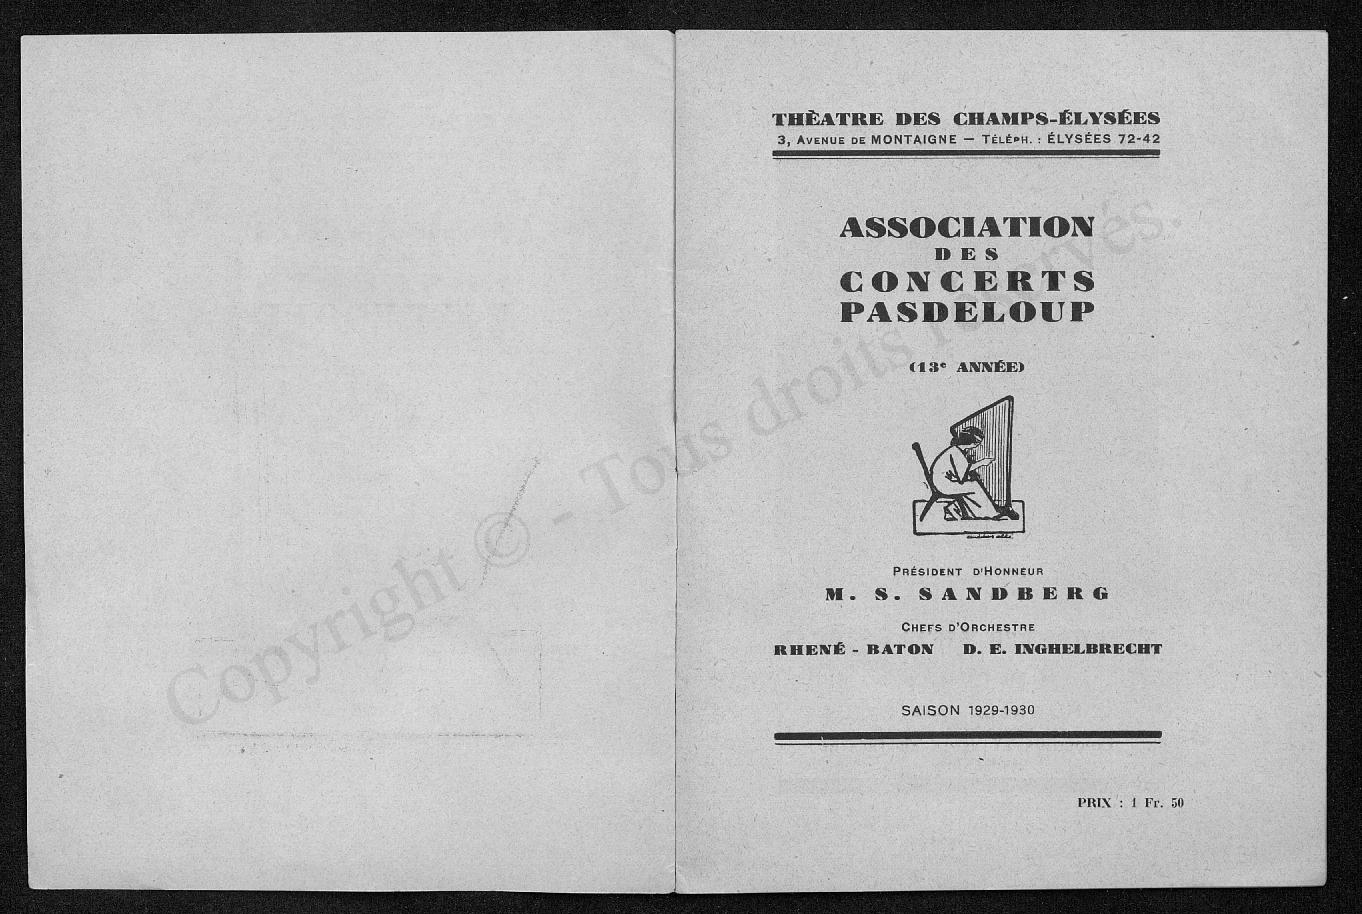 THÈATRE DES CHAMPS-ÉLYSÉES
3, AVENUE DE MONTAIGNE — TÉLÉPH. : ÉLYSÉES 72-42
ASSOCIATION
DES
CONCERTS
PASDELOUP
(13e ANNÉE)
PRÉSIDENT D'HONNEUR
M. S. SANDBERG
CHEFS D'ORCHESTRE
RHENÉ - BATON D. E. INGHELBRECHT
SAISON 1929-1930
PRIX : 1 Fr. 50
Copyright © - Tous droits réservés.